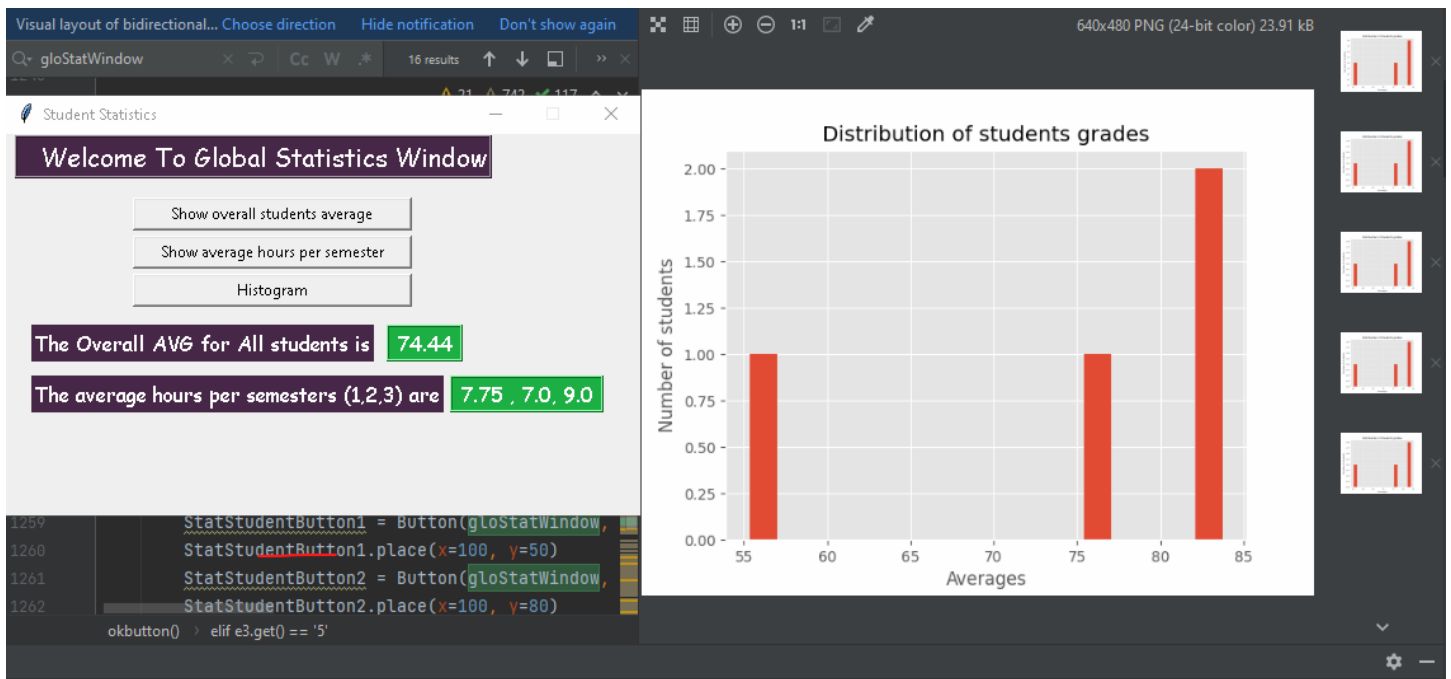 Visual layout of bidirectional... Choose direction Hide notification Don't show again
gloStatWindow Cc W .* 16 results
Student Statistics
Welcome To Global Statistics Window
Show overall students average
Show average hours per semester
Histogram
The Overall AVG for All students is 74.44
The average hours per semesters (1,2,3) are 7.75 , 7.0, 9.0
1259 StatStudentButton1 = Button(gloStatWindow,
1260 StatStudentButton1.place(x=100, y=50)
1261 StatStudentButton2 = Button(gloStatWindow,
1262 StatStudentButton2.place(x=100, y=80)
okbutton() > elif e3.get() == '5'
1:1 640x480 PNG (24-bit color) 23.91 kB
Distribution of students grades
2.00
1.75
1.50
1.25
1.00
0.75
0.50
0.25
0.00
Number of students
55 60 65 70 75 80 85
Averages